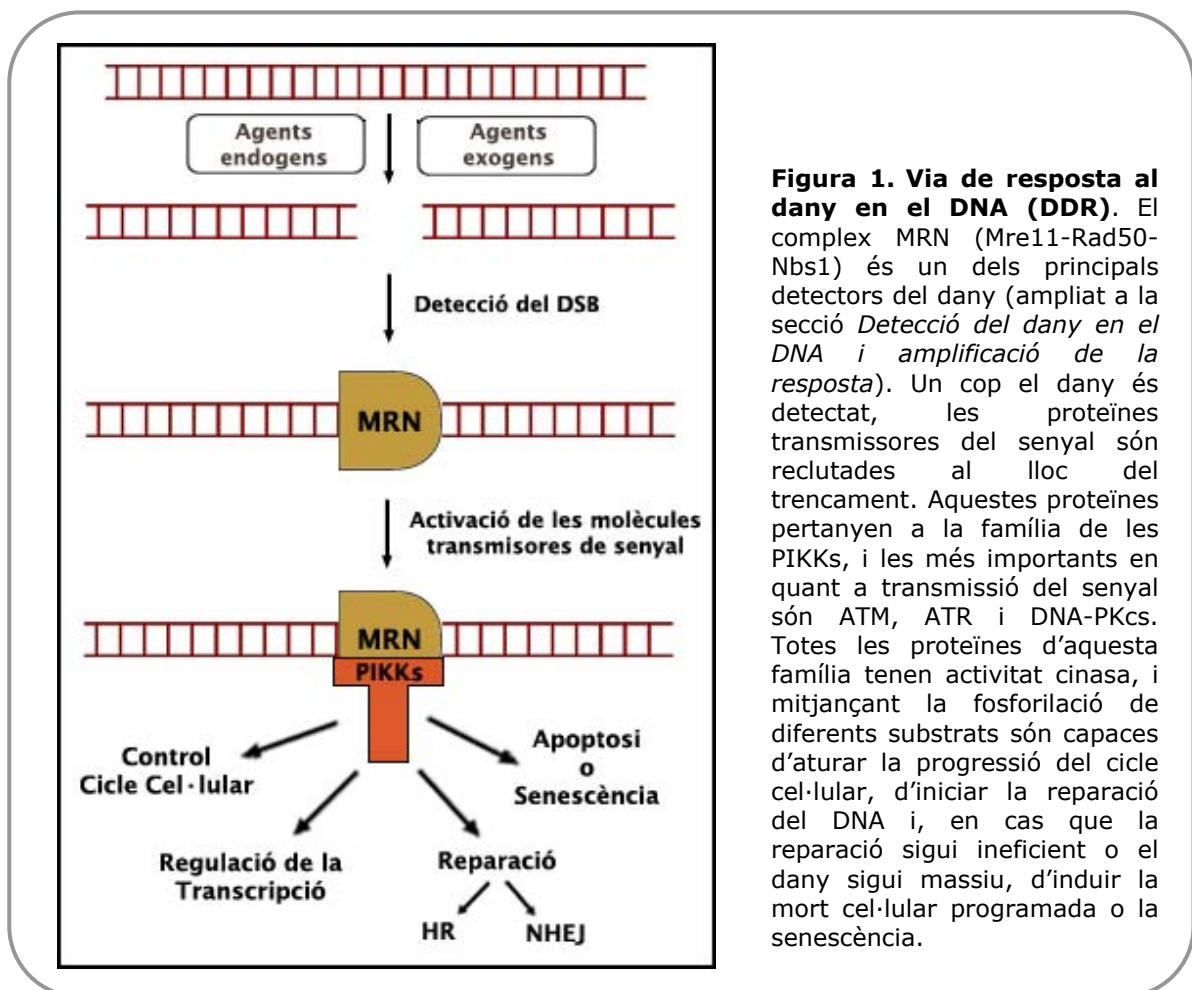 Agents
endogens
Agents
exogens
Detecció del DSB
MRN
Activació de les molècules
transmisores de senyal
MRN
PIKKs
Control
Cicle Cel·lular
Apoptosi
o
Senescència
Regulació de la
Transcripció
Reparació
HR
NHEJ
Figura 1. Via de resposta al
dany en el DNA (DDR). El
complex MRN (Mre11-Rad50-
Nbs1) és un dels principals
detectors del dany (ampliat a la
secció Detecció del dany en el
DNA i amplificació de la
resposta). Un cop el dany és
detectat, les proteïnes
transmissores del senyal són
reclutades al lloc del
trencament. Aquestes proteïnes
pertanyen a la família de les
PIKKs, i les més importants en
quant a transmissió del senyal
són ATM, ATR i DNA-PKcs.
Totes les proteïnes d'aquesta
família tenen activitat cinasa, i
mitjançant la fosforilació de
diferents substrats són capaces
d'aturar la progressió del cicle
cel·lular, d'iniciar la reparació
del DNA i, en cas que la
reparació sigui ineficient o el
dany sigui massiu, d'induir la
mort cel·lular programada o la
senescència.